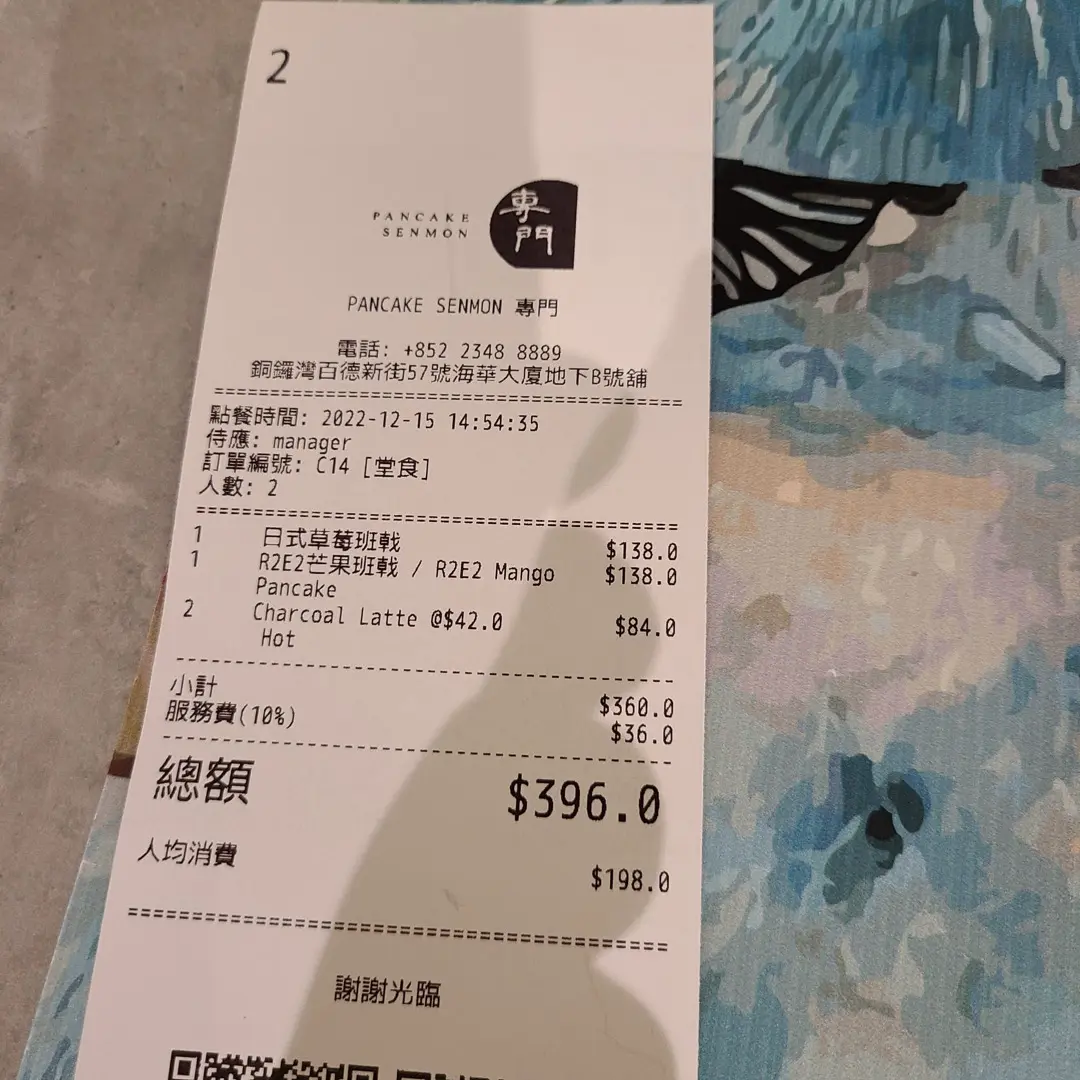 2
PANCAKE
SENMON
專門
PANCAKE SENMON 專門
電話: +852 2348 8889
銅鑼灣百德新街57號海華大廈地下B號舖
點餐時間: 2022-12-15 14:54:35
侍應: manager
訂單編號: C14 [堂食]
人數: 2
1 日式草莓班戟 $138.0
1 R2E2芒果班戟 / R2E2 Mango $138.0
Pancake
2 Charcoal Latte @$42.0 $84.0
Hot
小計 $360.0
服務費(10%) $36.0
總額 $396.0
人均消費 $198.0
謝謝光臨